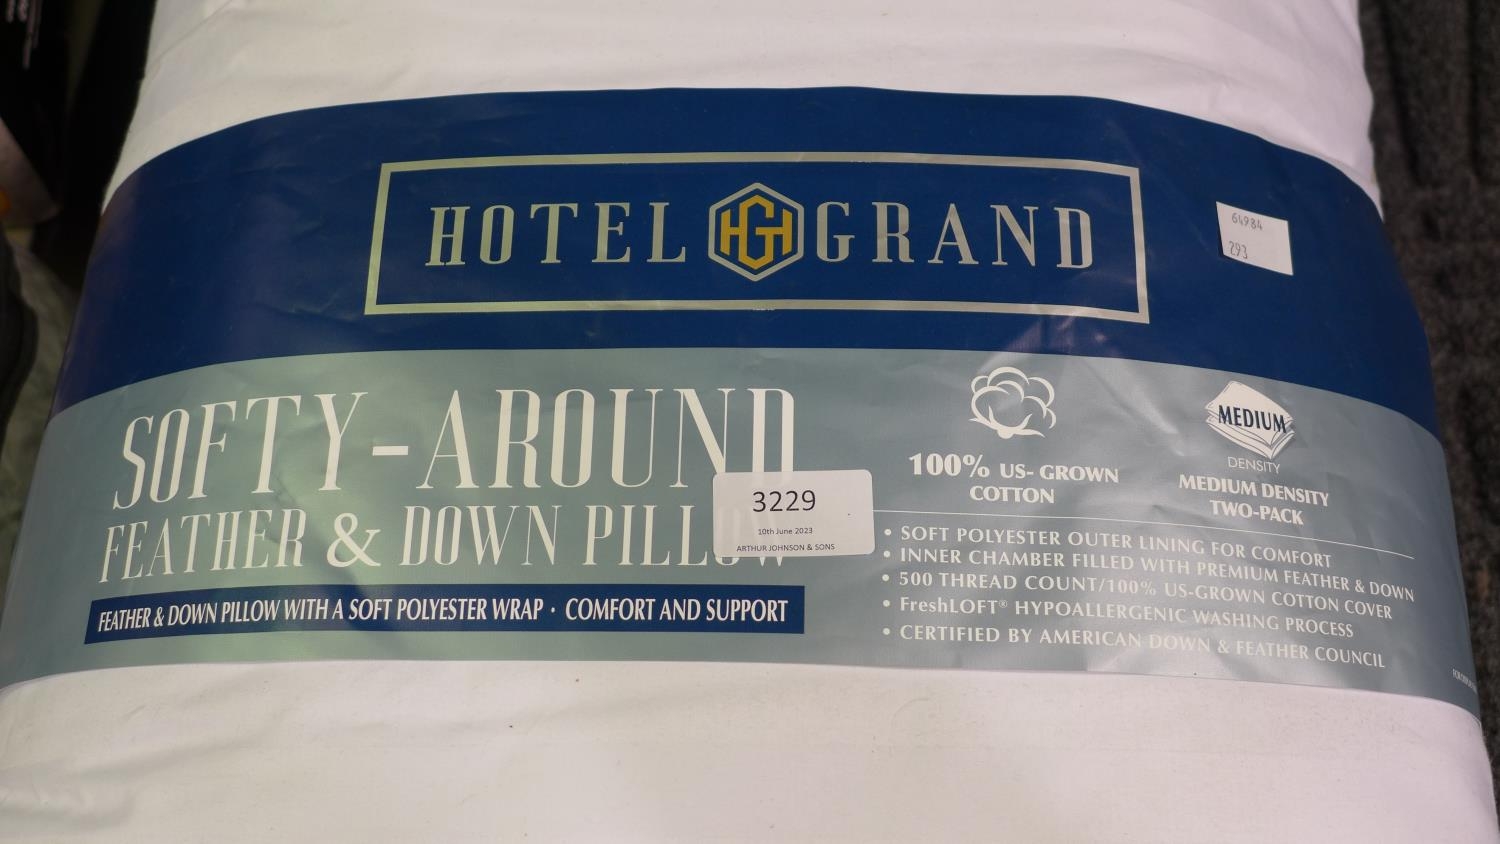 HOTEL HGH GRAND
64984
293
SOFTY-AROUND
FEATHER & DOWN
FEATHER & DOWN PILLOW WITH A SOFT POLYESTER WRAP · COMFORT AND SUPPORT
3229
10th June 2023
ARTHUR JOHNSON & SONS
100% US- GROWN
COTTON
MEDIUM
DENSITY
MEDIUM DENSITY
TWO-PACK
• SOFT POLYESTER OUTER LINING FOR COMFORT
• INNER CHAMBER FILLED WITH PREMIUM FEATHER & DOWN
• 500 THREAD COUNT/100% US-GROWN COTTON COVER
• FreshLOFT® HYPOALLERGENIC WASHING PROCESS
• CERTIFIED BY AMERICAN DOWN & FEATHER COUNCIL